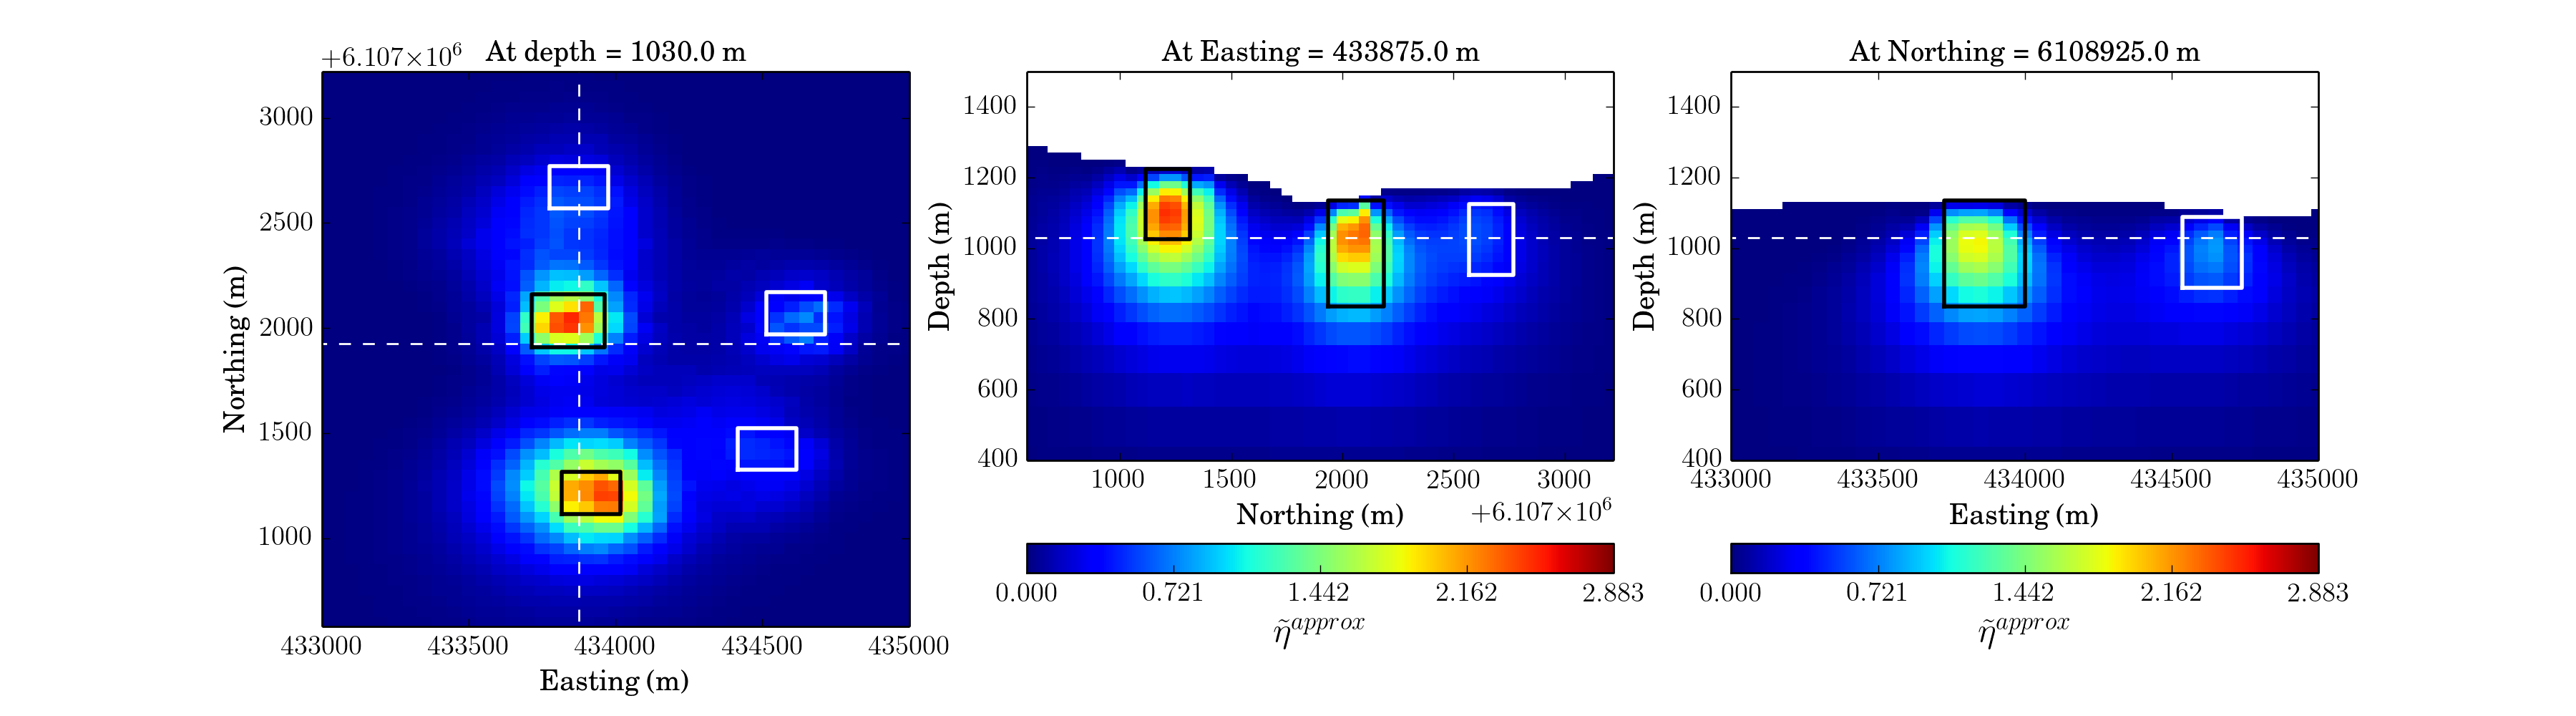 +6.107×10⁶ At depth = 1030.0 m
3000
2500
2000
1500
1000
Northing (m)
433000 433500 434000 434500 435000
Easting (m)
At Easting = 433875.0 m
1400
1200
1000
800
600
400
Depth (m)
1000 1500 2000 2500 3000
Northing (m) +6.107×10⁶
0.000 0.721 1.442 2.162 2.883
η̃^approx
At Northing = 6108925.0 m
1400
1200
1000
800
600
400
Depth (m)
433000 433500 434000 434500 435000
Easting (m)
0.000 0.721 1.442 2.162 2.883
η̃^approx